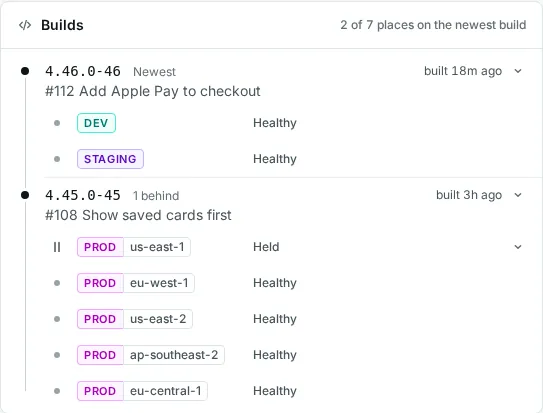 Builds 2 of 7 places on the newest build
4.46.0-46 Newest built 18m ago
#112 Add Apple Pay to checkout
DEV Healthy
STAGING Healthy
4.45.0-45 1 behind built 3h ago
#108 Show saved cards first
PROD us-east-1 Held
PROD eu-west-1 Healthy
PROD us-east-2 Healthy
PROD ap-southeast-2 Healthy
PROD eu-central-1 Healthy